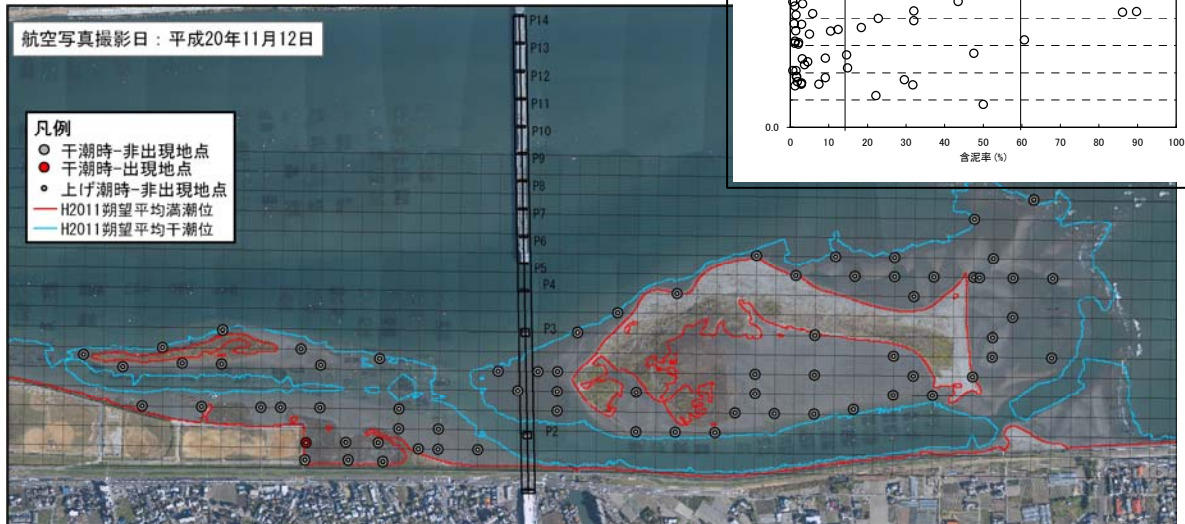 航空写真撮影日：平成20年11月12日
凡例
干潮時-非出現地点
干潮時-出現地点
上げ潮時-非出現地点
H2011朔望平均満潮位
H2011朔望平均干潮位
P14
P13
P12
P11
P10
P9
P8
P7
P6
P5
P4
P3
P2
0.0
0 10 20 30 40 50 60 70 80 90 100
含泥率(%)